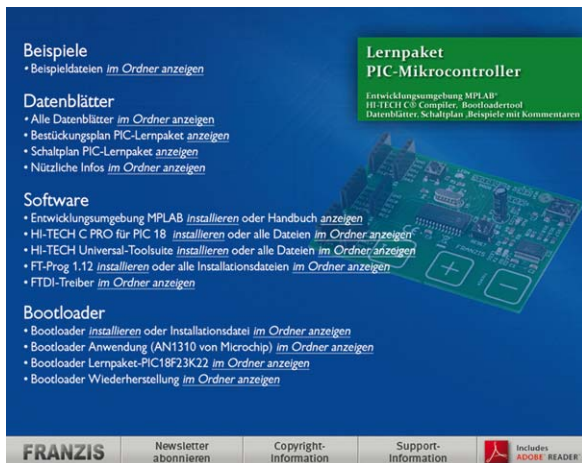 Beispiele
• Beispieldateien im Ordner anzeigen
Datenblätter
• Alle Datenblätter im Ordner anzeigen
• Bestückungsplan PIC-Lernpaket anzeigen
• Schaltplan PIC-Lernpaket anzeigen
• Nützliche Infos im Ordner anzeigen
Software
• Entwicklungsumgebung MPLAB installieren oder Handbuch anzeigen
• HI-TECH C PRO für PIC 18 installieren oder alle Dateien im Ordner anzeigen
• HI-TECH Universal-Toolsuite installieren oder alle Dateien im Ordner anzeigen
• FT-Prog 1.12 installieren oder alle Installationsdateien im Ordner anzeigen
• FTDI-Treiber im Ordner anzeigen
Bootloader
• Bootloader installieren oder Installationsdatei im Ordner anzeigen
• Bootloader Anwendung (AN1310 von Microchip) im Ordner anzeigen
• Bootloader Lernpaket-PIC18F23K22 im Ordner anzeigen
• Bootloader Wiederherstellung im Ordner anzeigen
Lernpaket
PIC-Mikrocontroller
Entwicklungsumgebung MPLAB®
HI-TECH C® Compiler, Bootloadertool
Datenblätter, Schaltplan ,Beispiele mit Kommentaren
FRANZIS
FRANZIS
Newsletter
abonnieren
Copyright-
Information
Support-
Information
Includes
ADOBE® READER®